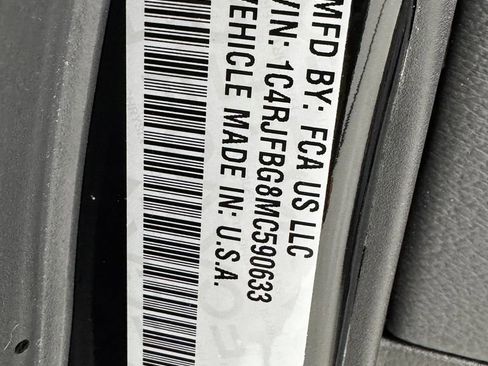 MFD BY: FCA US LLC
VIN: 1C4RJFBG8MC590633
VEHICLE MADE IN: U.S.A.